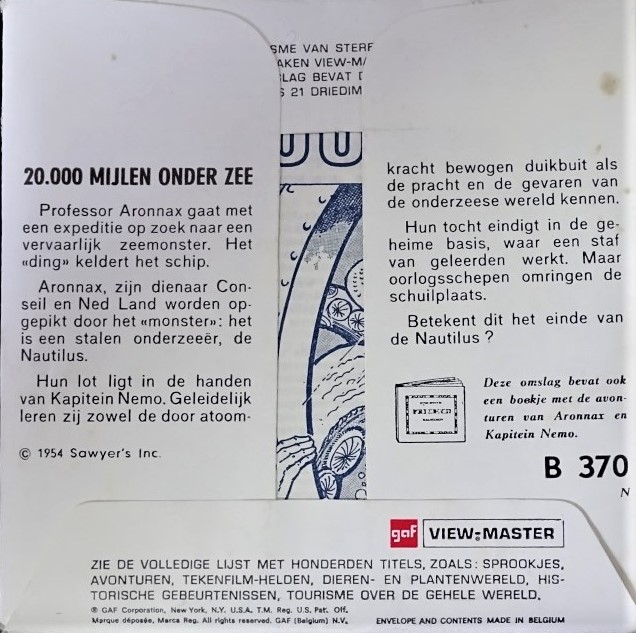 SME VAN STERE
AKEN VIEW-MA
LAG BEVAT D
S 21 DRIEDIM
20.000 MIJLEN ONDER ZEE
Professor Aronnax gaat met
een expeditie op zoek naar een
vervaarlijk zeemonster. Het
«ding» keldert het schip.
Aronnax, zijn dienaar Con-
seil en Ned Land worden op-
gepikt door het «monster»: het
is een stalen onderzeeër, de
Nautilus.
Hun lot ligt in de handen
van Kapitein Nemo. Geleidelijk
leren zij zowel de door atoom-
© 1954 Sawyer's Inc.
kracht bewogen duikbuit als
de pracht en de gevaren van
de onderzeese wereld kennen.
Hun tocht eindigt in de ge-
heime basis, waar een staf
van geleerden werkt. Maar
oorlogsschepen omringen de
schuilplaats.
Betekent dit het einde van
de Nautilus ?
Deze omslag bevat ook
een boekje met de avon-
turen van Aronnax en
Kapitein Nemo.
B 370
N
gaf VIEW-MASTER
ZIE DE VOLLEDIGE LIJST MET HONDERDEN TITELS, ZOALS: SPROOKJES,
AVONTUREN, TEKENFILM-HELDEN, DIEREN- EN PLANTENWERELD, HIS-
TORISCHE GEBEURTENISSEN, TOURISME OVER DE GEHELE WERELD.
® GAF Corporation, New York, N.Y. U.S.A. T.M. Reg. U.S. Pat. Off.
Marque déposée, Marca Reg. All rights reserved. GAF (Belgium) N.V. ENVELOPE AND CONTENTS MADE IN BELGIUM